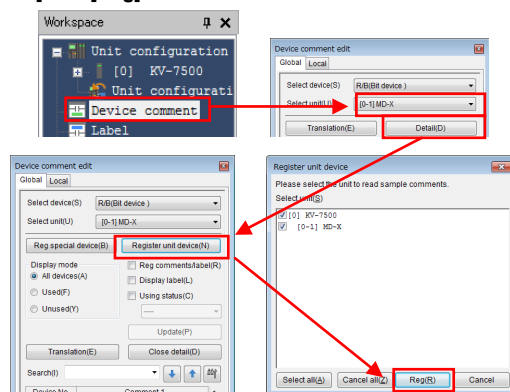 Workspace
Unit configuration
[0] KV-7500
Unit configurati
Device comment
Label
Device comment edit
Global Local
Select device(S) R/B(Bit device )
Select unit(U) [0-1] MD-X
Translation(E) Detail(D)
Device comment edit
Global Local
Select device(S) R/B(Bit device )
Select unit(U) [0-1] MD-X
Reg special device(B) Register unit device(N)
Display mode
All devices(A)
Used(F)
Unused(Y)
Reg comments/label(R)
Display label(L)
Using status(C)
----
Update(P)
Translation(E) Close detail(D)
Search(I)
Device No. Comment 1
Register unit device
Please select the unit to read sample comments.
Select unit(S)
[0] KV-7500
[0-1] MD-X
Select all(A) Cancel all(Z) Reg(R) Cancel